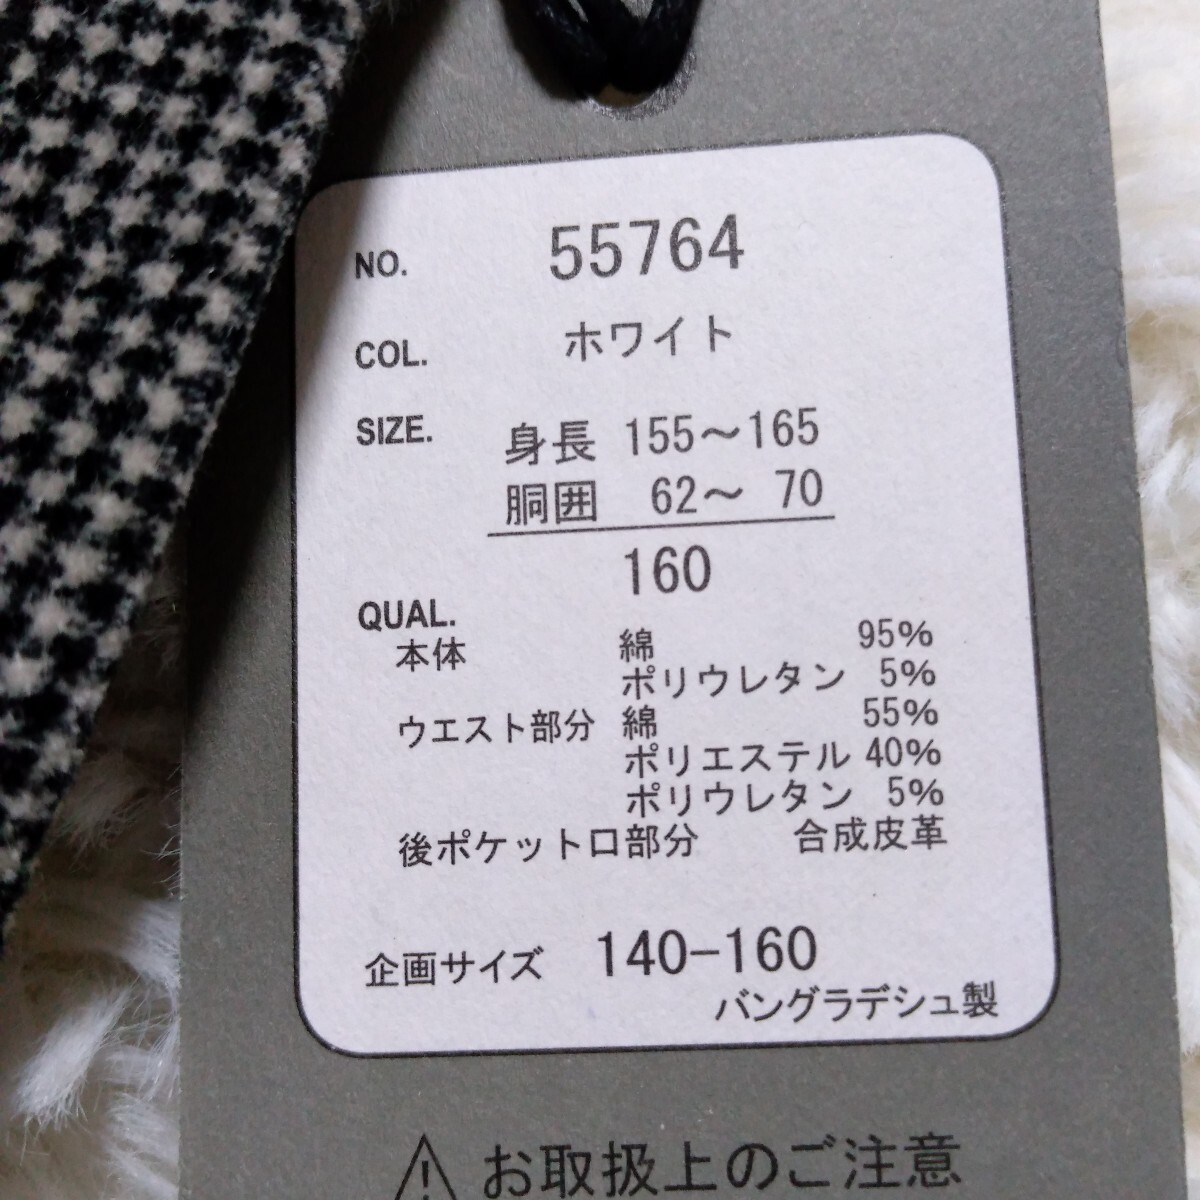 NO. 55764
COL. ホワイト
SIZE. 身長 155～165
胴囲 62～ 70
160
QUAL.
本体 綿 95%
ポリウレタン 5%
ウエスト部分 綿 55%
ポリエステル 40%
ポリウレタン 5%
後ポケット口部分 合成皮革
企画サイズ 140-160
バングラデシュ製
お取扱上のご注意